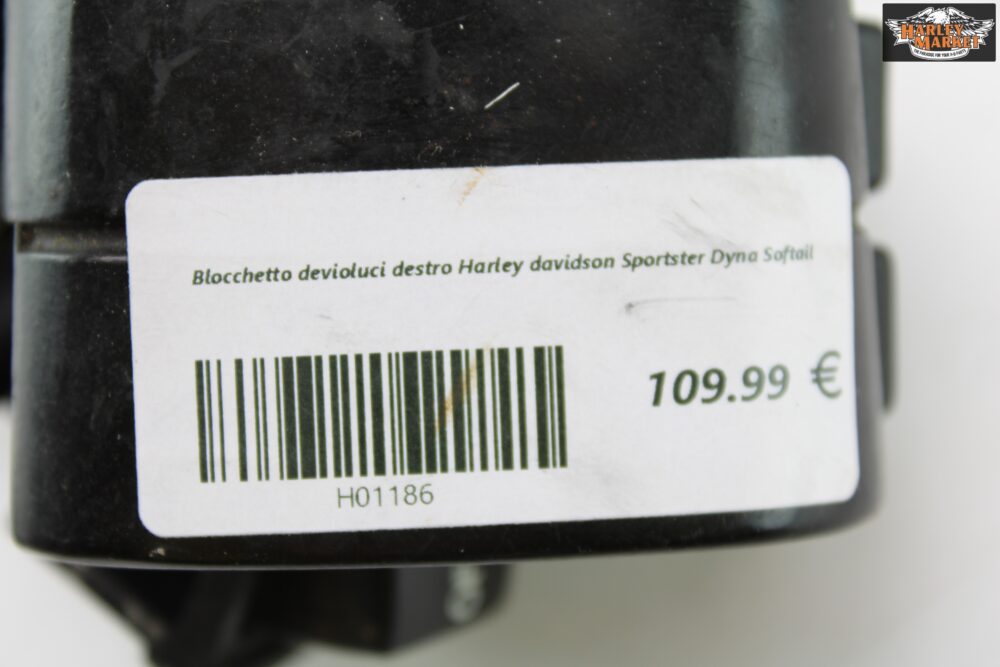 HARLEY
MARKET
Blocchetto devioluci destro Harley davidson Sportster Dyna Softail
109.99 €
H01186